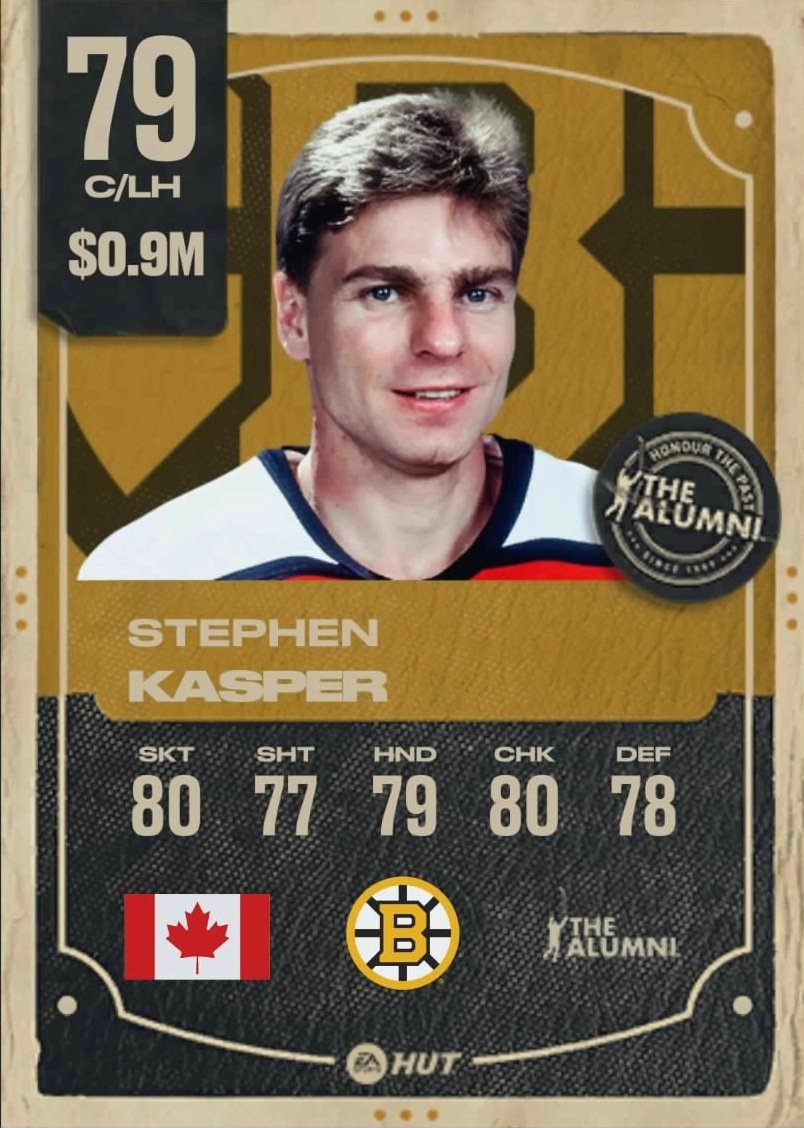 79
C/LH
$0.9M
HONOUR THE PAST
THE
ALUMNI
STEPHEN
KASPER
SKT SHT HND CHK DEF
80 77 79 80 78
B
THE
ALUMNI
EA
HUT